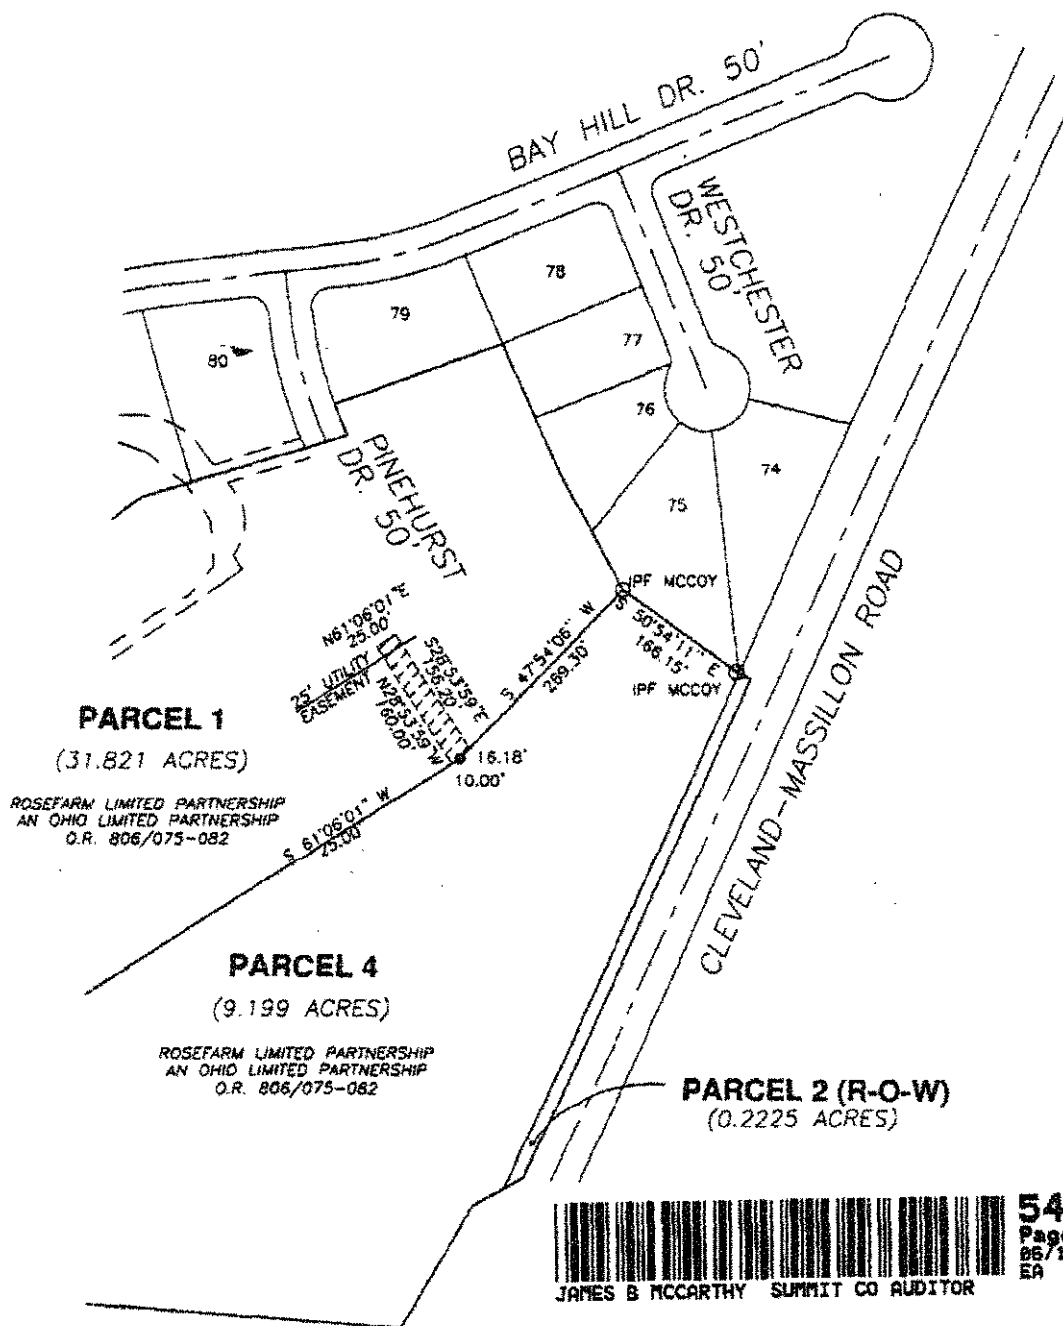 BAY HILL DR. 50'
WESTCHESTER
DR. 50'
78
79
77
80
76
74
75
PINEHURST
DR. 50'
IPF MCCOY
S 50°54'11" E
166.15'
IPF MCCOY
N61°06'01"E
25.00'
S 47°54'06" W
269.30'
25' UTILITY
EASEMENT
S28°53'59"E
156.20'
N28°53'59"W
160.00'
16.18'
10.00'
S 61°06'01" W
25.00'
CLEVELAND-MASSILLON ROAD
PARCEL 1
(31.821 ACRES)
ROSEFARM LIMITED PARTNERSHIP
AN OHIO LIMITED PARTNERSHIP
O.R. 806/075-082
PARCEL 4
(9.199 ACRES)
ROSEFARM LIMITED PARTNERSHIP
AN OHIO LIMITED PARTNERSHIP
O.R. 806/075-082
PARCEL 2 (R-O-W)
(0.2225 ACRES)
54
Page
06/1
EA
JAMES B MCCARTHY SUMMIT CO AUDITOR